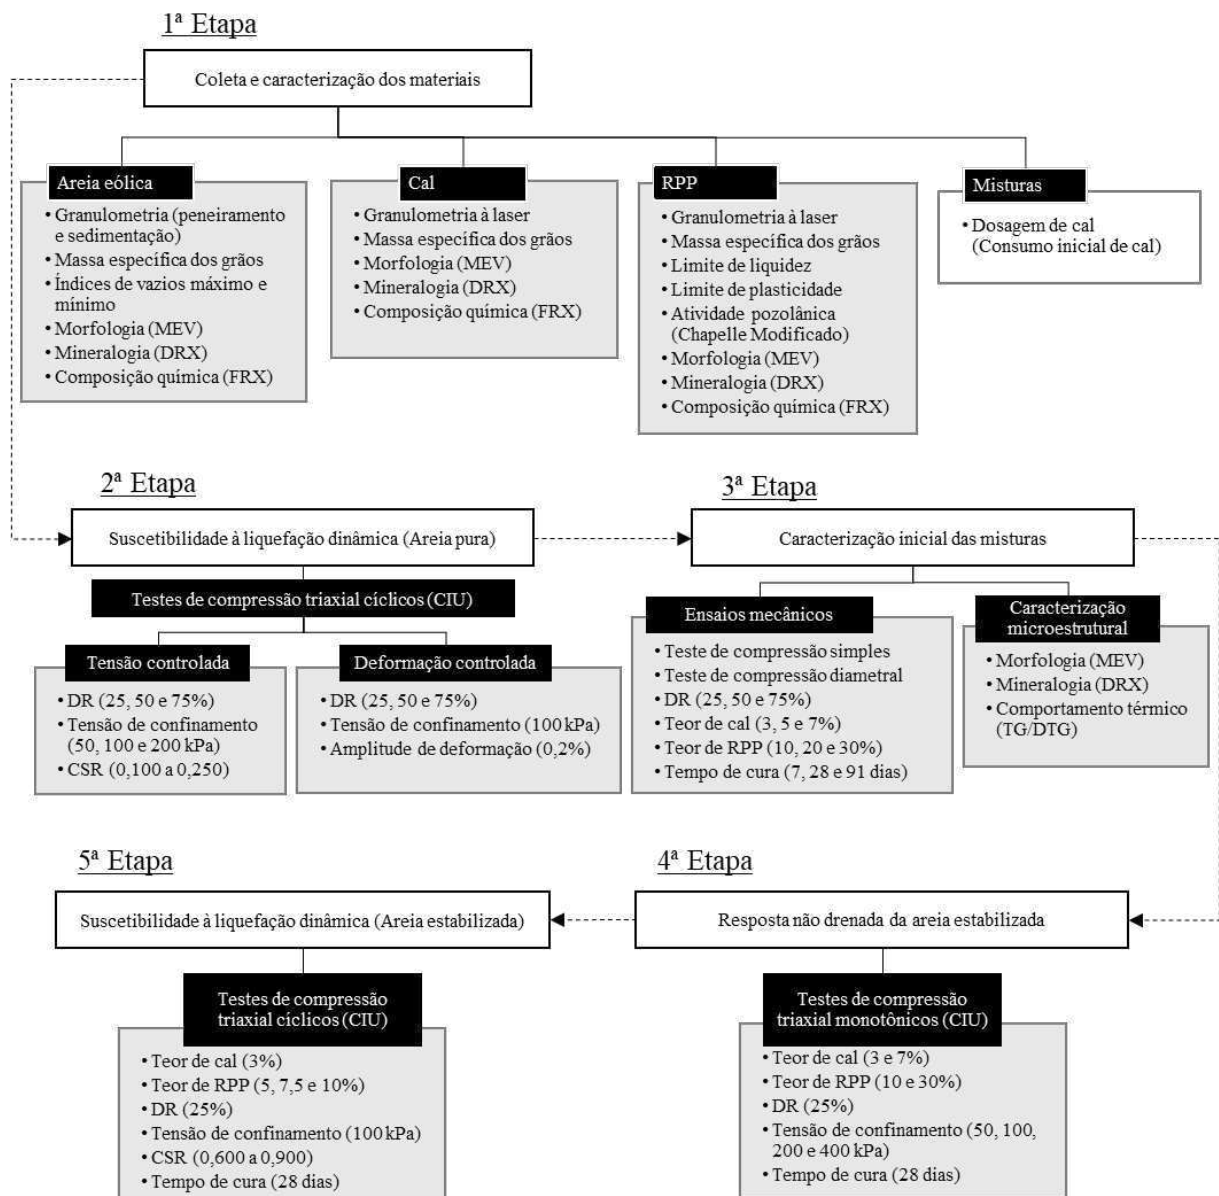 1ª Etapa
Coleta e caracterização dos materiais
Areia eólica
• Granulometria (peneiramento
e sedimentação)
• Massa específica dos grãos
• Índices de vazios máximo e
mínimo
• Morfologia (MEV)
• Mineralogia (DRX)
• Composição química (FRX)
Cal
• Granulometria à laser
• Massa específica dos grãos
• Morfologia (MEV)
• Mineralogia (DRX)
• Composição química (FRX)
RPP
• Granulometria à laser
• Massa específica dos grãos
• Limite de liquidez
• Limite de plasticidade
• Atividade pozolânica
(Chapelle Modificado)
• Morfologia (MEV)
• Mineralogia (DRX)
• Composição química (FRX)
Misturas
• Dosagem de cal
(Consumo inicial de cal)
2ª Etapa
Suscetibilidade à liquefação dinâmica (Areia pura)
Testes de compressão triaxial cíclicos (CIU)
Tensão controlada
• DR (25, 50 e 75%)
• Tensão de confinamento
(50, 100 e 200 kPa)
• CSR (0,100 a 0,250)
Deformação controlada
• DR (25, 50 e 75%)
• Tensão de confinamento (100 kPa)
• Amplitude de deformação (0,2%)
3ª Etapa
Caracterização inicial das misturas
Ensaios mecânicos
• Teste de compressão simples
• Teste de compressão diametral
• DR (25, 50 e 75%)
• Teor de cal (3, 5 e 7%)
• Teor de RPP (10, 20 e 30%)
• Tempo de cura (7, 28 e 91 dias)
Caracterização
microestrutural
• Morfologia (MEV)
• Mineralogia (DRX)
• Comportamento térmico
(TG/DTG)
5ª Etapa
Suscetibilidade à liquefação dinâmica (Areia estabilizada)
Testes de compressão
triaxial cíclicos (CIU)
• Teor de cal (3%)
• Teor de RPP (5, 7,5 e 10%)
• DR (25%)
• Tensão de confinamento (100 kPa)
• CSR (0,600 a 0,900)
• Tempo de cura (28 dias)
4ª Etapa
Resposta não drenada da areia estabilizada
Testes de compressão
triaxial monotônicos (CIU)
• Teor de cal (3 e 7%)
• Teor de RPP (10 e 30%)
• DR (25%)
• Tensão de confinamento (50, 100,
200 e 400 kPa)
• Tempo de cura (28 dias)